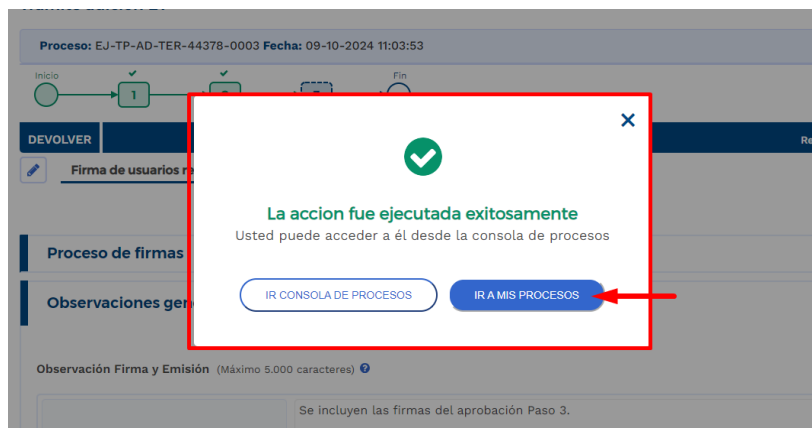 Proceso: EJ-TP-AD-TER-44378-0003 Fecha: 09-10-2024 11:03:53
Inicio
Fin
1
DEVOLVER
Re
Firma de usuarios
La accion fue ejecutada exitosamente
Usted puede acceder a él desde la consola de procesos
Proceso de firmas
IR CONSOLA DE PROCESOS
IR A MIS PROCESOS
Observaciones gen
Observación Firma y Emisión (Máximo 5.000 caracteres)
Se incluyen las firmas del aprobación Paso 3.